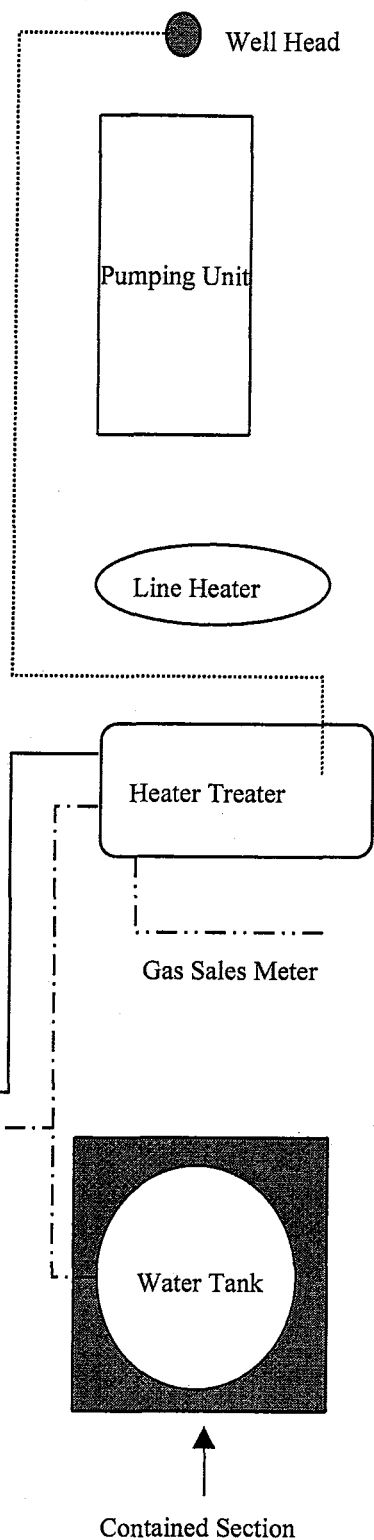 Well Head
Pumping Unit
Line Heater
Heater Treater
Gas Sales Meter
Water Tank
Contained Section